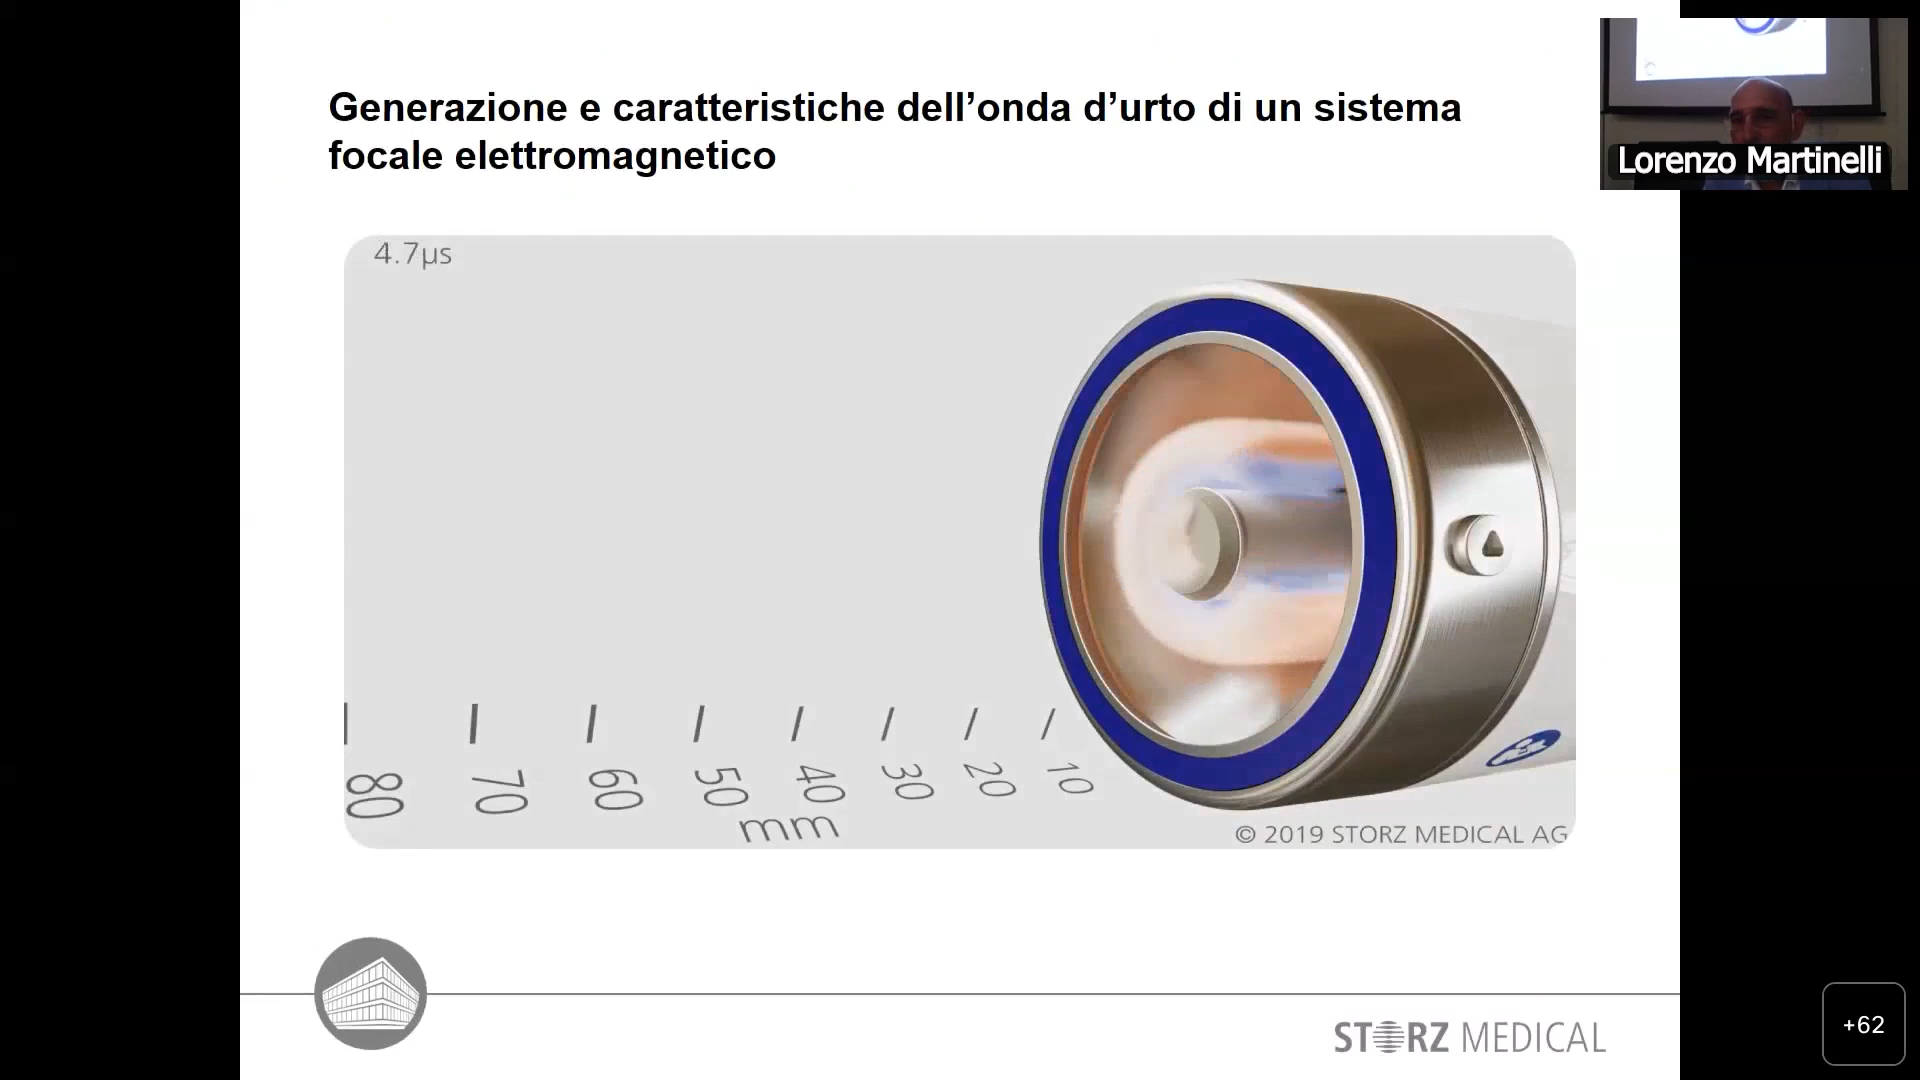 Generazione e caratteristiche dell’onda d’urto di un sistema
focale elettromagnetico
Lorenzo Martinelli
4.7µs
80 70 60 50 40 30 20 10
mm
© 2019 STORZ MEDICAL AG
STORZ MEDICAL
+62